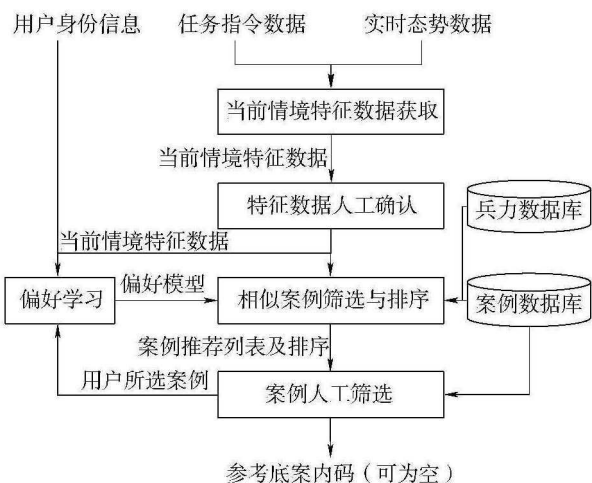 用户身份信息
任务指令数据
实时态势数据
当前情境特征数据获取
当前情境特征数据
特征数据人工确认
兵力数据库
当前情境特征数据
偏好学习
偏好模型
相似案例筛选与排序
案例数据库
案例推荐列表及排序
用户所选案例
案例人工筛选
参考底案内码（可为空）